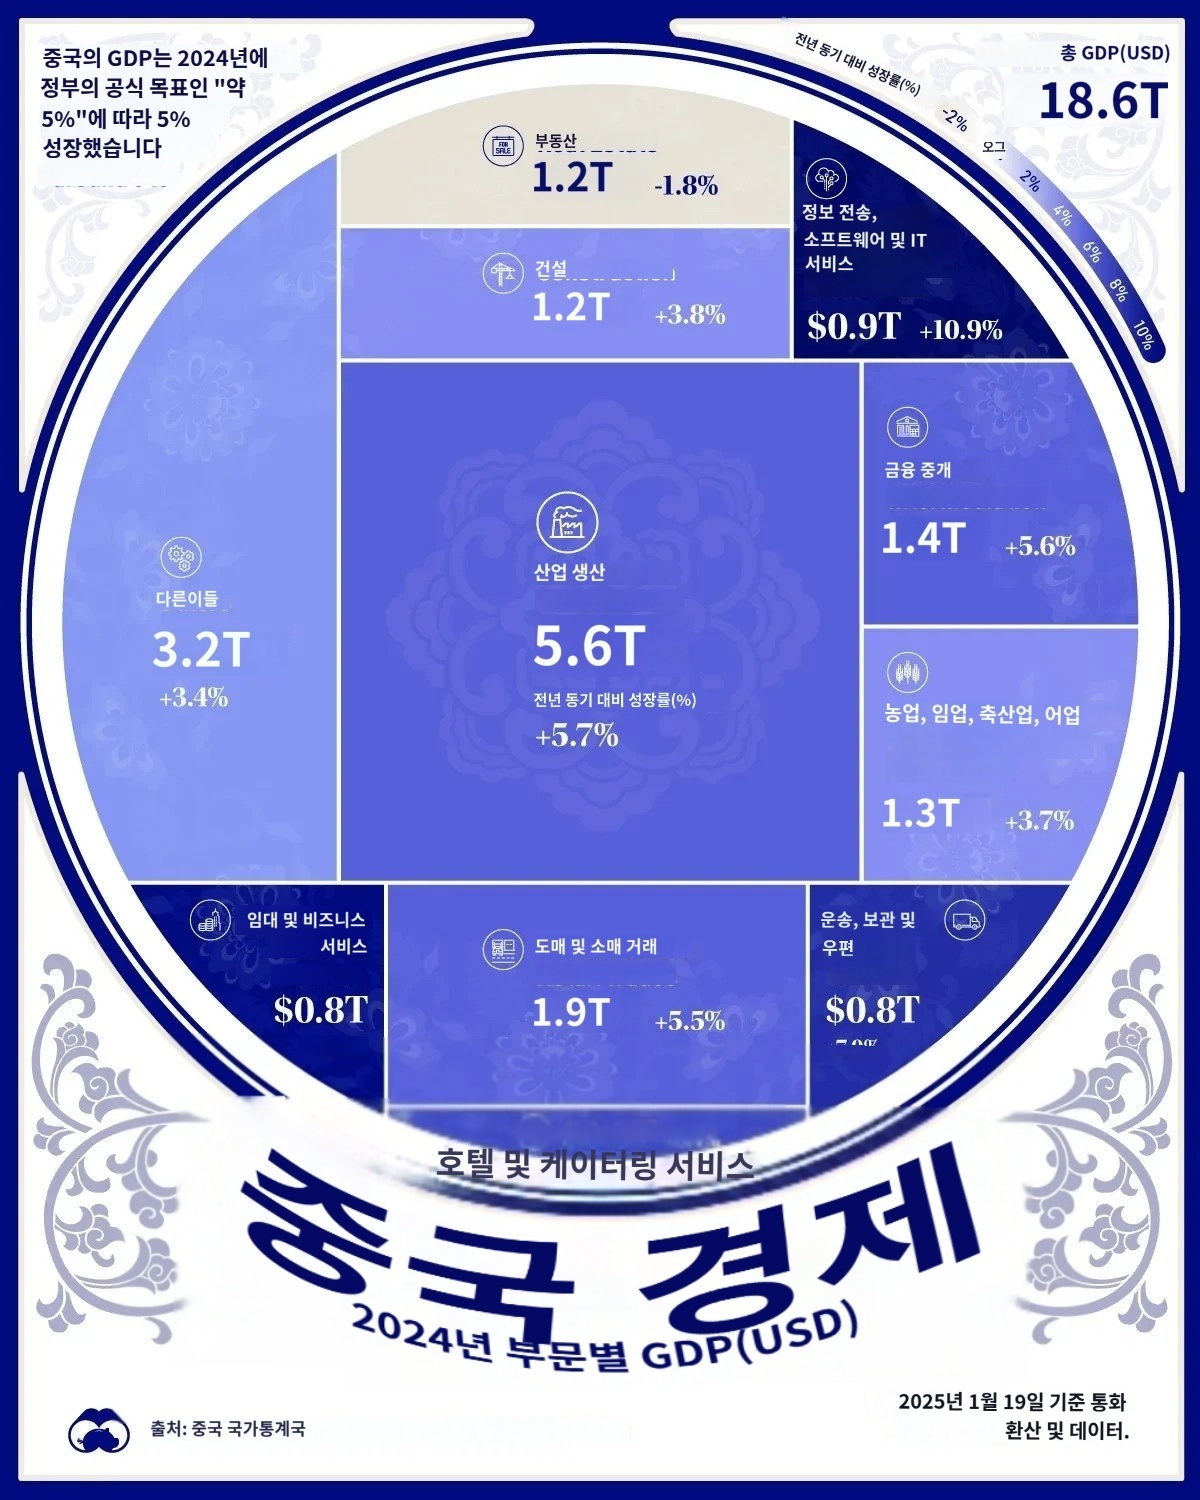 중국의 GDP는 2024년에
정부의 공식 목표인 "약
5%"에 따라 5%
성장했습니다
전년 동기 대비 성장률(%)
-2%
오그
2%
4%
6%
8%
10%
총 GDP(USD)
18.6T
FOR
SALE
부동산
1.2T -1.8%
건설
1.2T +3.8%
정보 전송,
소프트웨어 및 IT
서비스
$0.9T +10.9%
금융 중개
1.4T +5.6%
산업 생산
5.6T
전년 동기 대비 성장률(%)
+5.7%
다른이들
3.2T
+3.4%
농업, 임업, 축산업, 어업
1.3T +3.7%
임대 및 비즈니스
서비스
$0.8T
도매 및 소매 거래
1.9T +5.5%
운송, 보관 및
우편
$0.8T
호텔 및 케이터링 서비스
중국 경제
2024년 부문별 GDP(USD)
출처: 중국 국가통계국
2025년 1월 19일 기준 통화
환산 및 데이터.